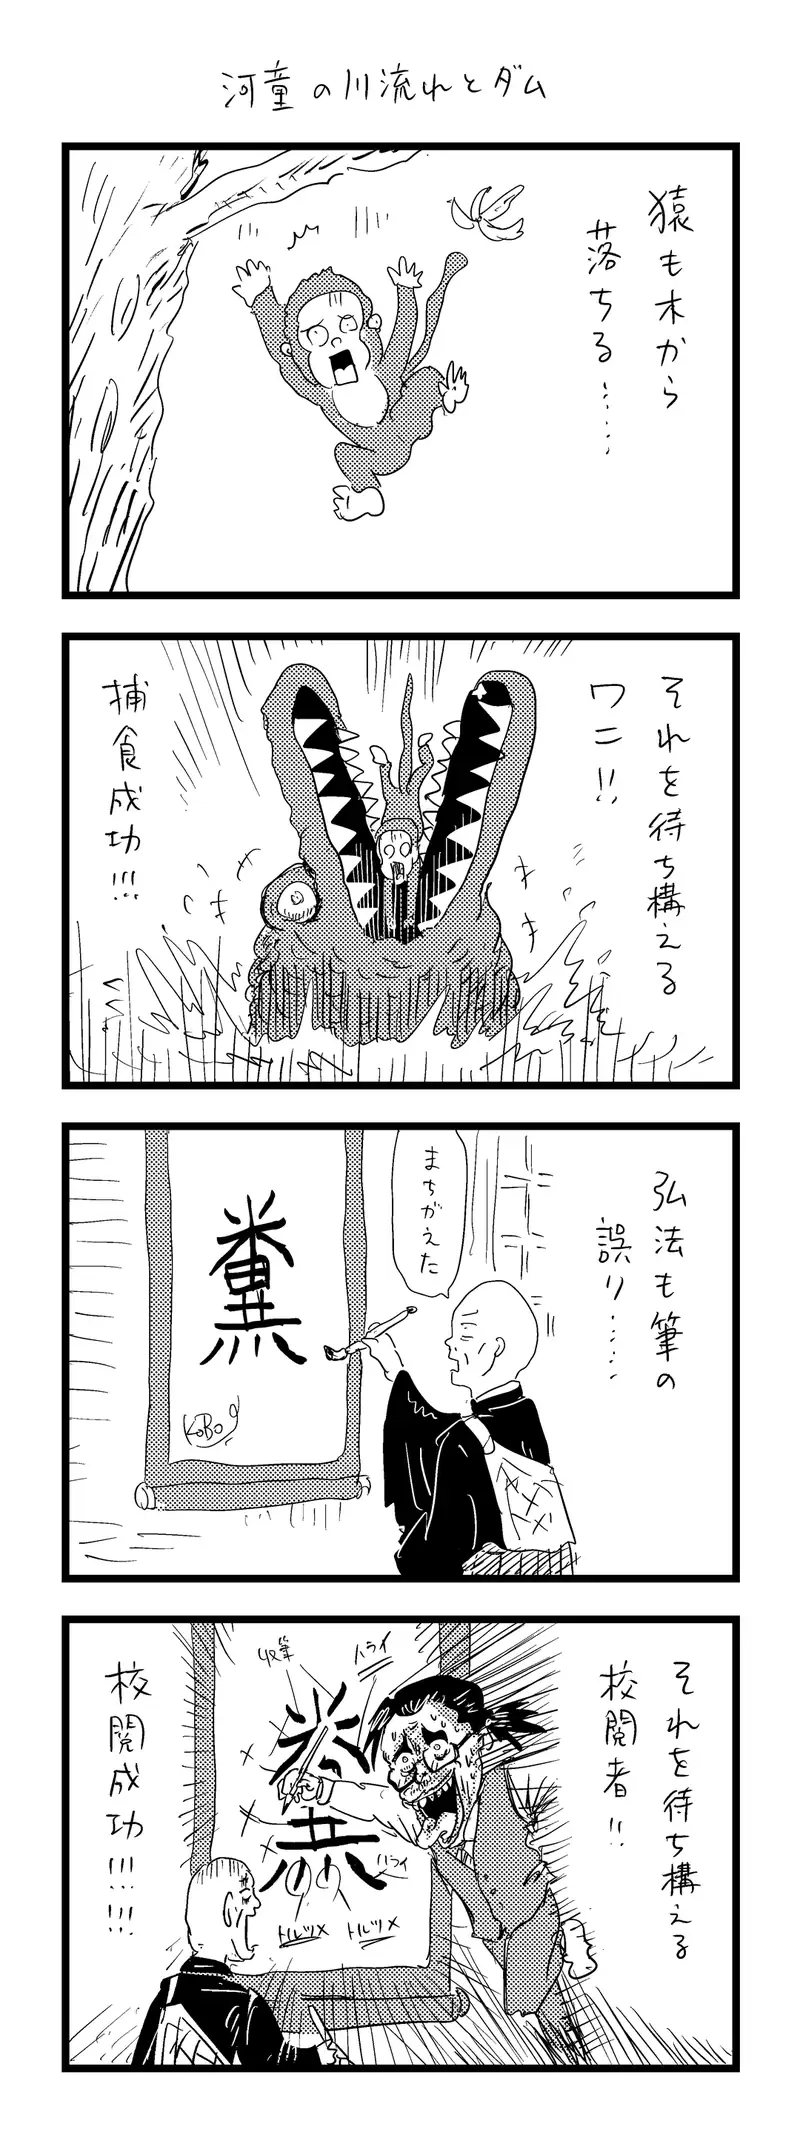 河童の川流れとダム
猿も木から
落ちる……
それを待ち構える
ワニ!!
捕食成功!!!
弘法も筆の
誤り……
まちがえた
糞
KoBo
それを待ち構える
校閲者!!
ハライ
収筆
ハライ
トルツメ
トルツメ
校閲成功!!!!!!